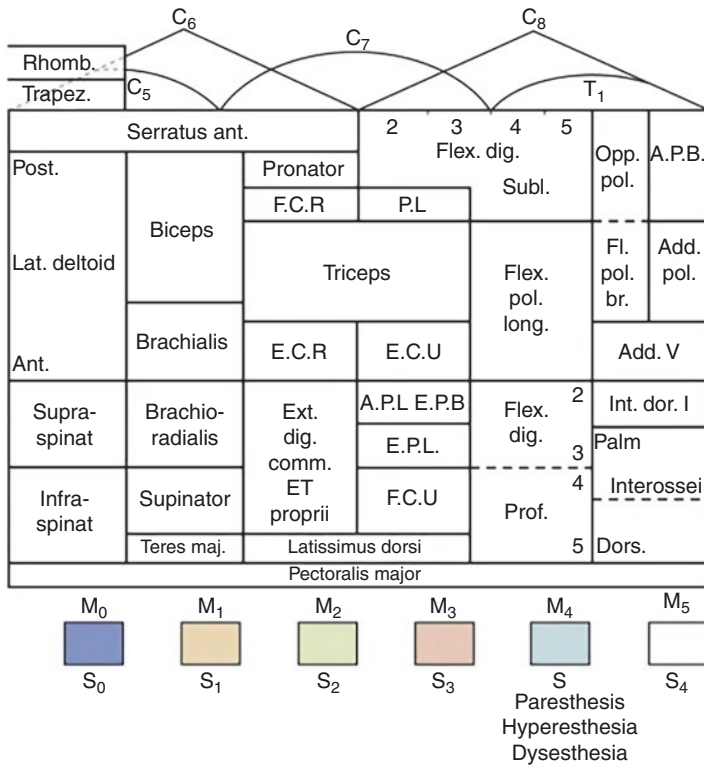 C6 C8
C7
Rhomb.
Trapez. C5 T1
Serratus ant. 2 3 4 5
Flex. dig.
Subl.
Opp. pol.
A.P.B.
Post.
Lat. deltoid
Ant.
Biceps
Pronator
F.C.R P.L
Triceps
Flex. pol. long.
Fl. pol. br.
Add. pol.
Brachialis
E.C.R E.C.U
Add. V
Supra-
spinat
Brachio-
radialis
Ext.
dig.
comm.
ET
proprii
A.P.L E.P.B
E.P.L.
Flex. 2
dig.
3
Int. dor. I
Palm
Interossei
Infra-
spinat
Supinator
F.C.U
4
Prof.
5
Dors.
Teres maj. Latissimus dorsi
Pectoralis major
M0 M1 M2 M3 M4 M5
S0 S1 S2 S3 S S4
Paresthesis
Hyperesthesia
Dysesthesia